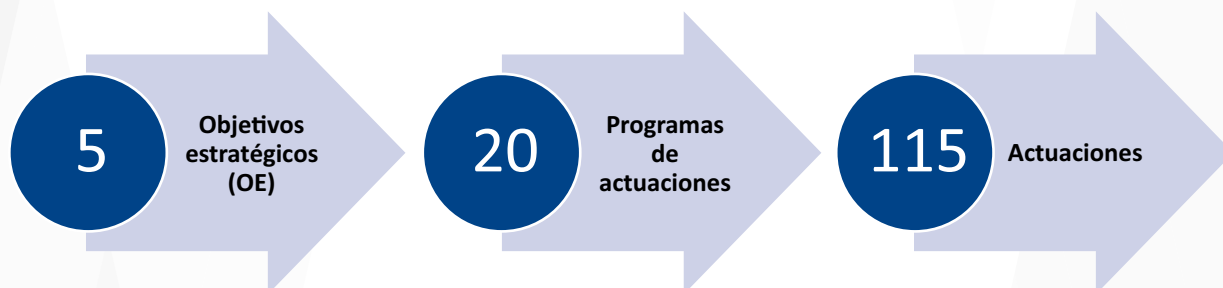 5
Objetivos
estratégicos
(OE)
20
Programas
de
actuaciones
115
Actuaciones